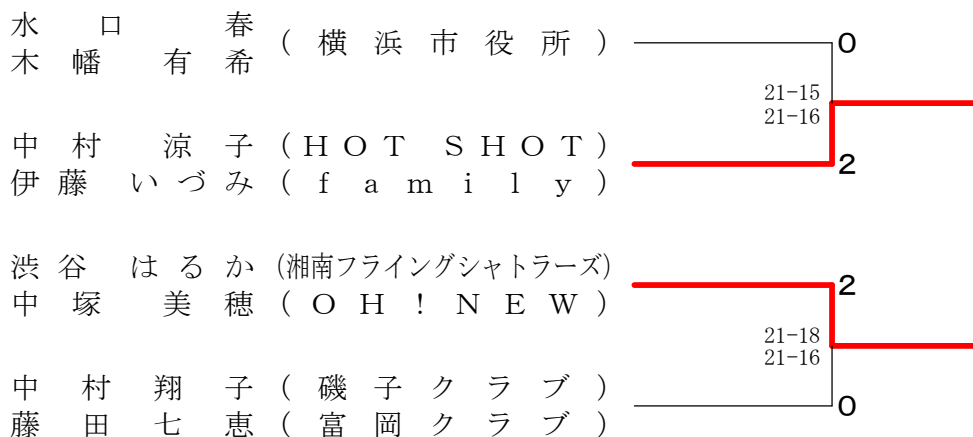 水口 春 (横浜市役所) 0
木幡 有希
21-15
21-16
中村 涼子 (HOT SHOT) 2
伊藤 いづみ (family)
渋谷 はるか (湘南フライングシャトラーズ) 2
中塚 美穂 (OH!NEW)
21-18
21-16
中村 翔子 (磯子クラブ) 0
藤田 七恵 (富岡クラブ)